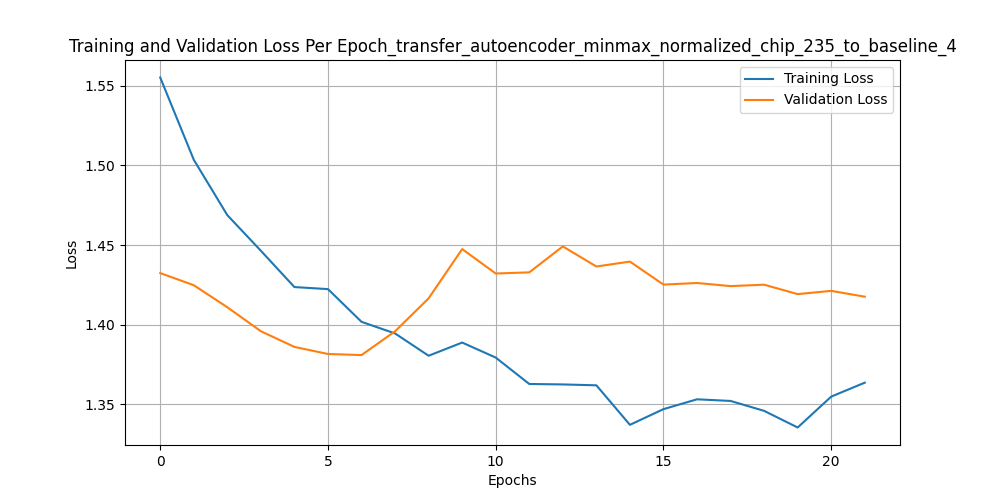 Training and Validation Loss Per Epoch_transfer_autoencoder_minmax_normalized_chip_235_to_baseline_4
Training Loss
Validation Loss
1.55
1.50
1.45
1.40
1.35
Loss
0 5 10 15 20
Epochs